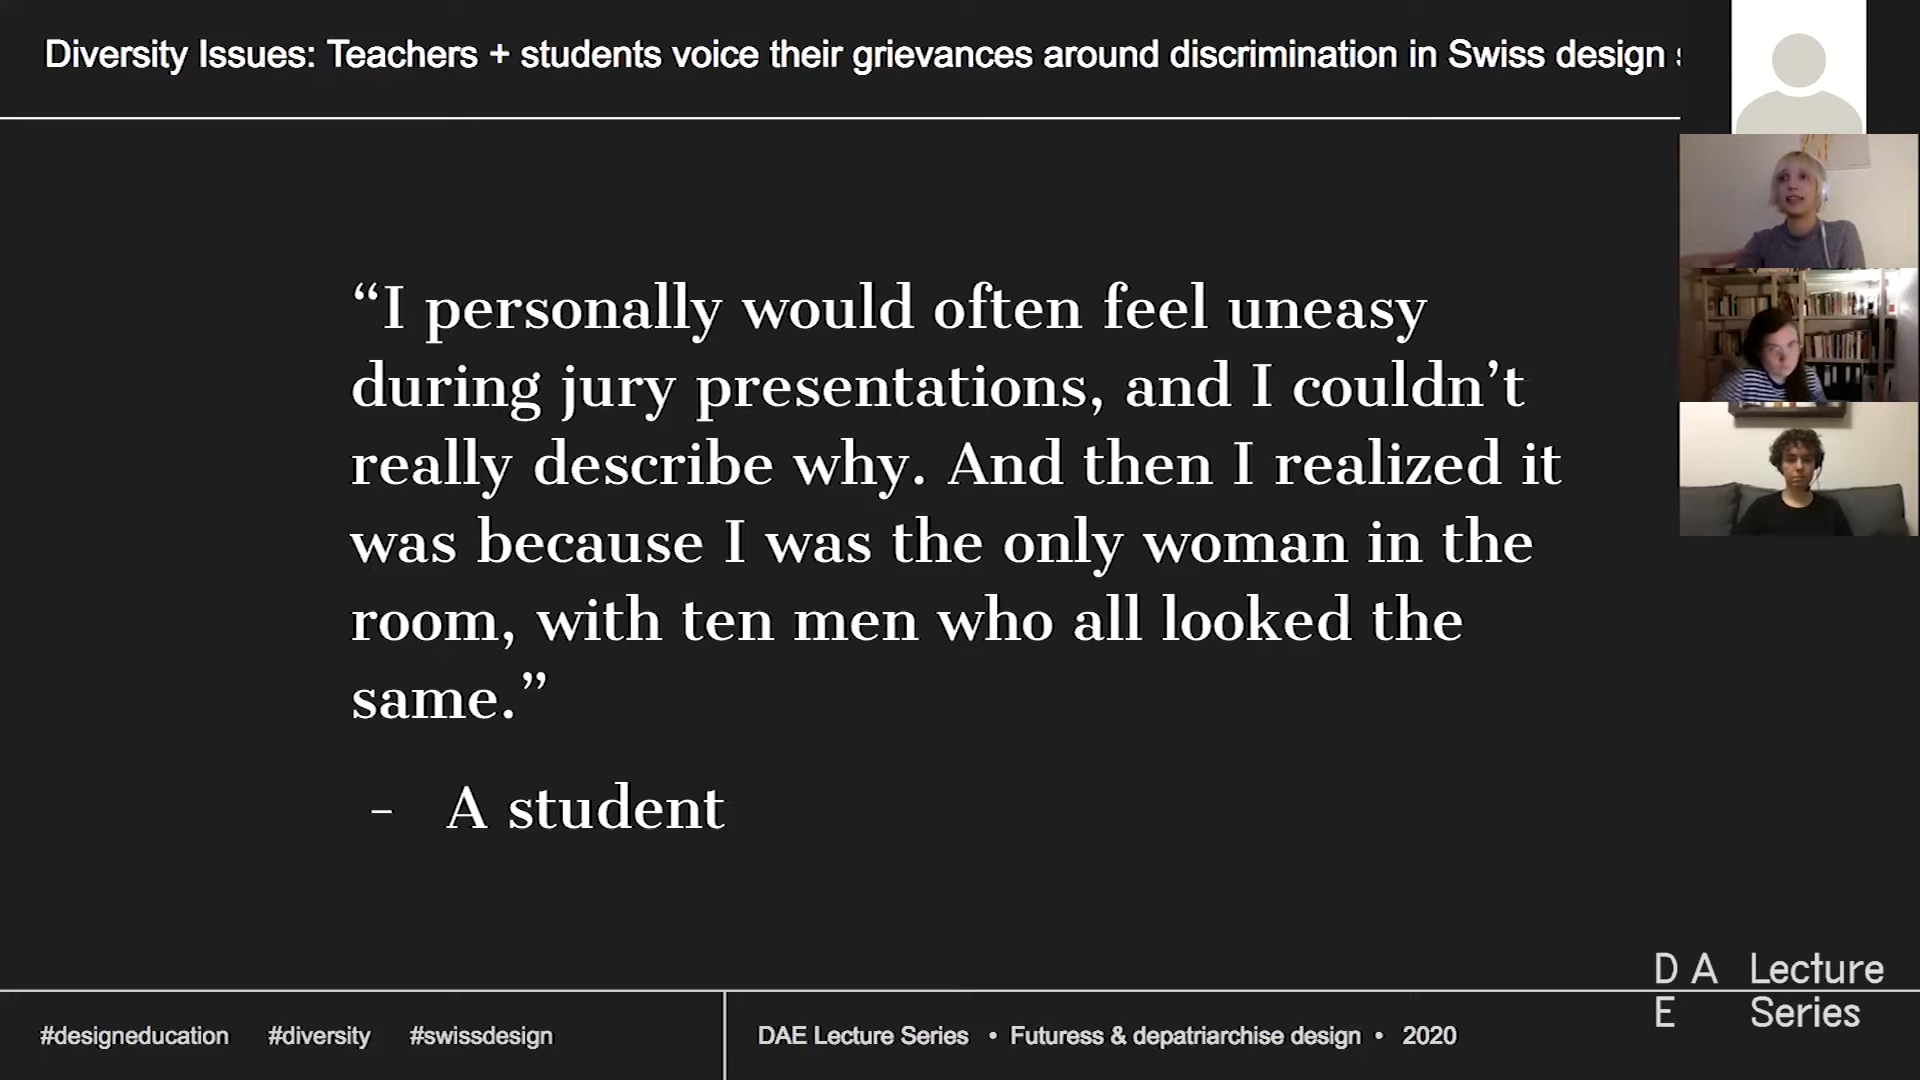 Diversity Issues: Teachers + students voice their grievances around discrimination in Swiss design
“I personally would often feel uneasy
during jury presentations, and I couldn’t
really describe why. And then I realized it
was because I was the only woman in the
room, with ten men who all looked the
same.”
- A student
#designeducation #diversity #swissdesign
DAE Lecture Series • Futuress & depatriarchise design • 2020
D A Lecture
E Series